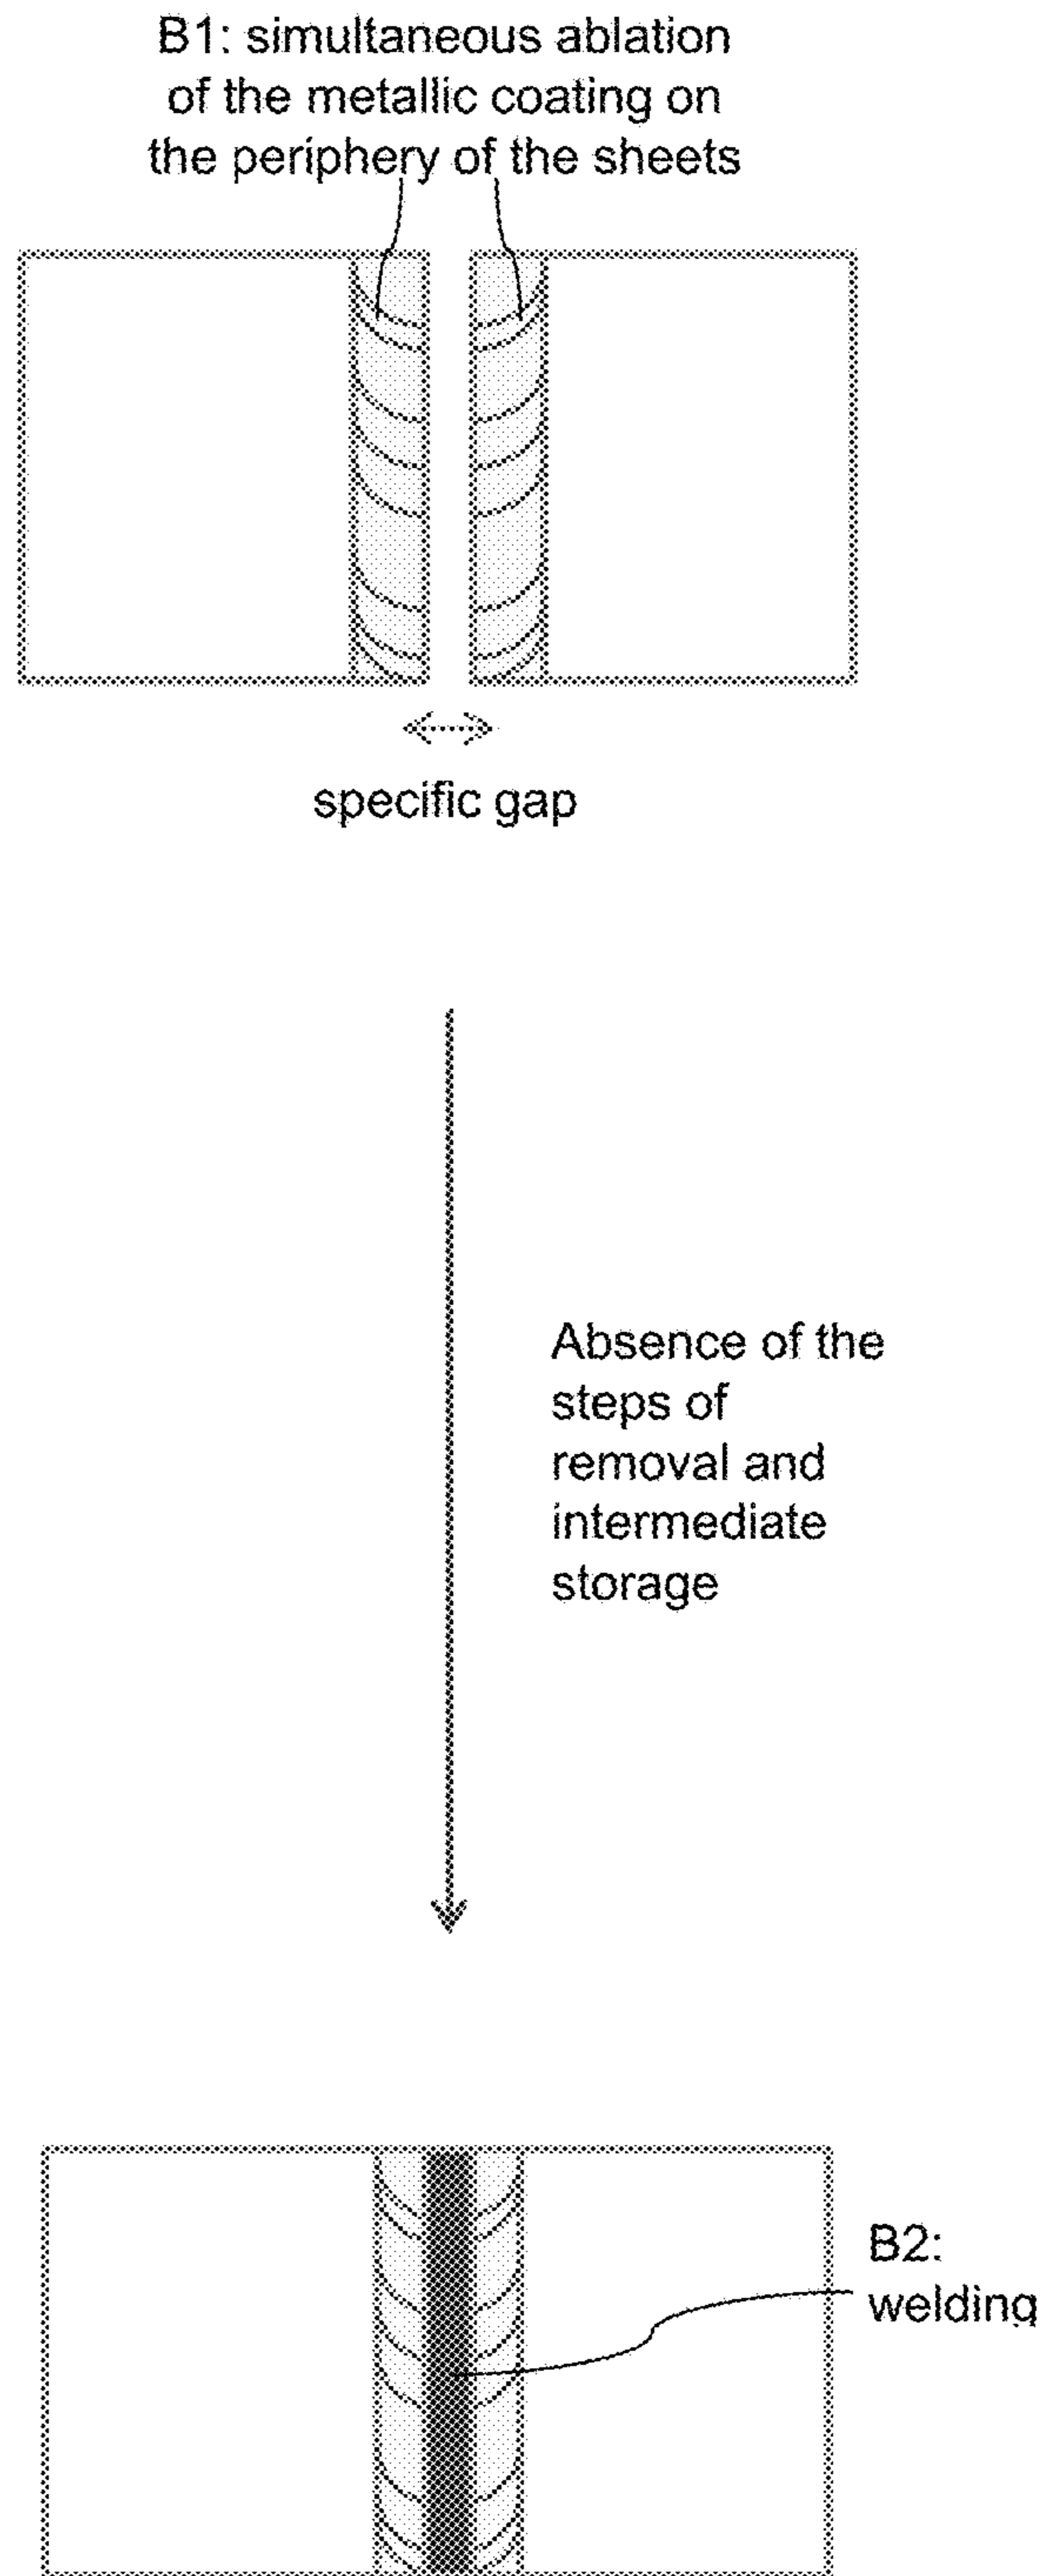 B1: simultaneous ablation
of the metallic coating on
the periphery of the sheets
specific gap
Absence of the
steps of
removal and
intermediate
storage
B2:
welding